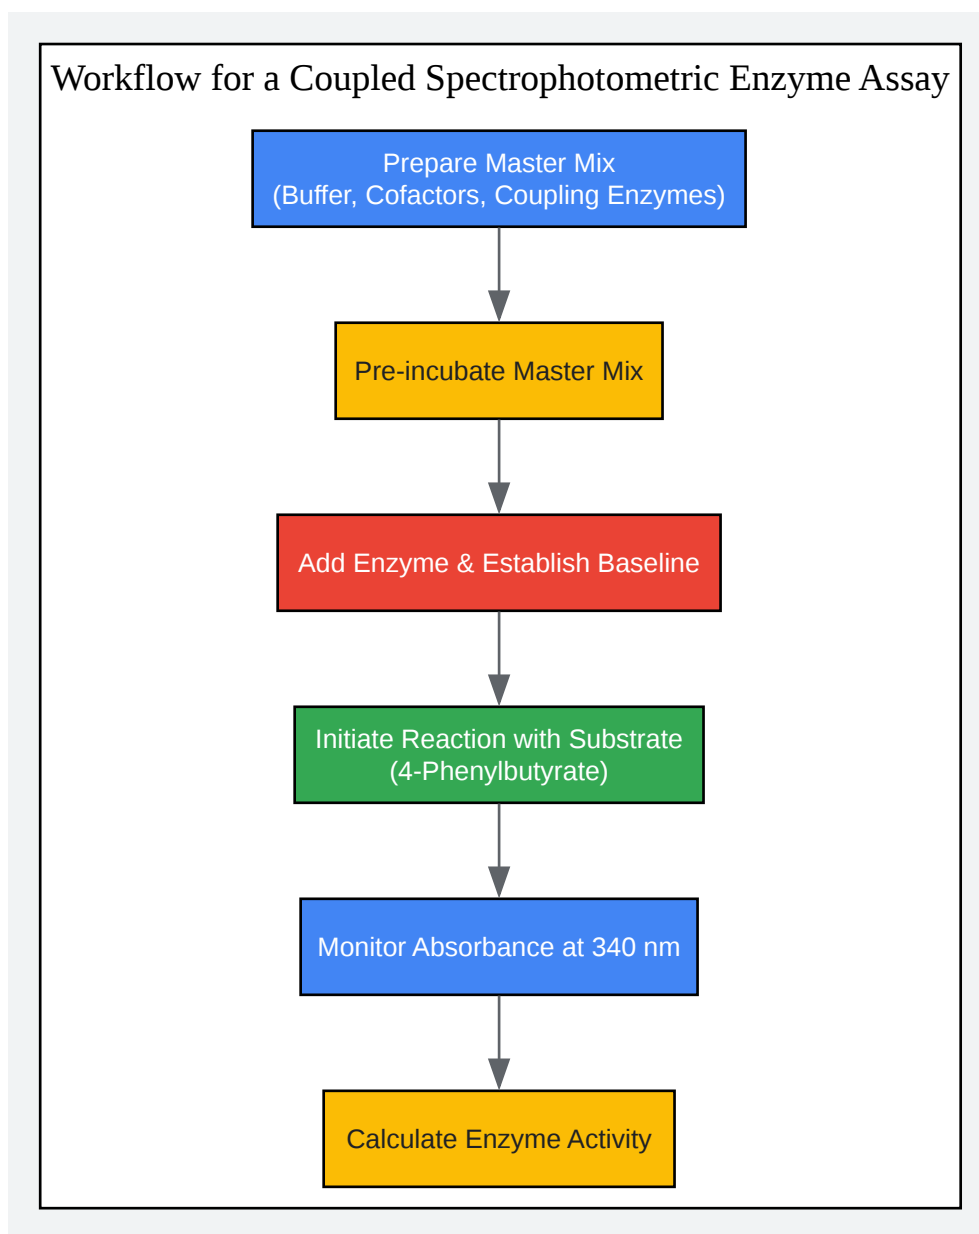 Workflow for a Coupled Spectrophotometric Enzyme Assay
Prepare Master Mix
(Buffer, Cofactors, Coupling Enzymes)
Pre-incubate Master Mix
Add Enzyme & Establish Baseline
Initiate Reaction with Substrate
(4-Phenylbutyrate)
Monitor Absorbance at 340 nm
Calculate Enzyme Activity